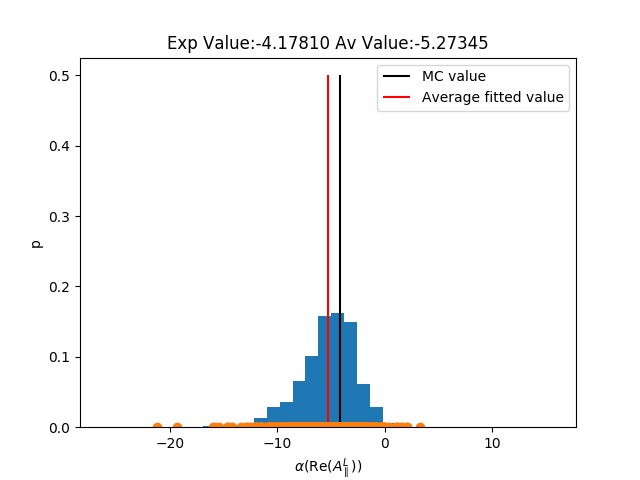 Exp Value:-4.17810 Av Value:-5.27345
MC value
Average fitted value
0.5
0.4
0.3
0.2
0.1
0.0
p
−20 −10 0 10
α(Re(A^L_∥))